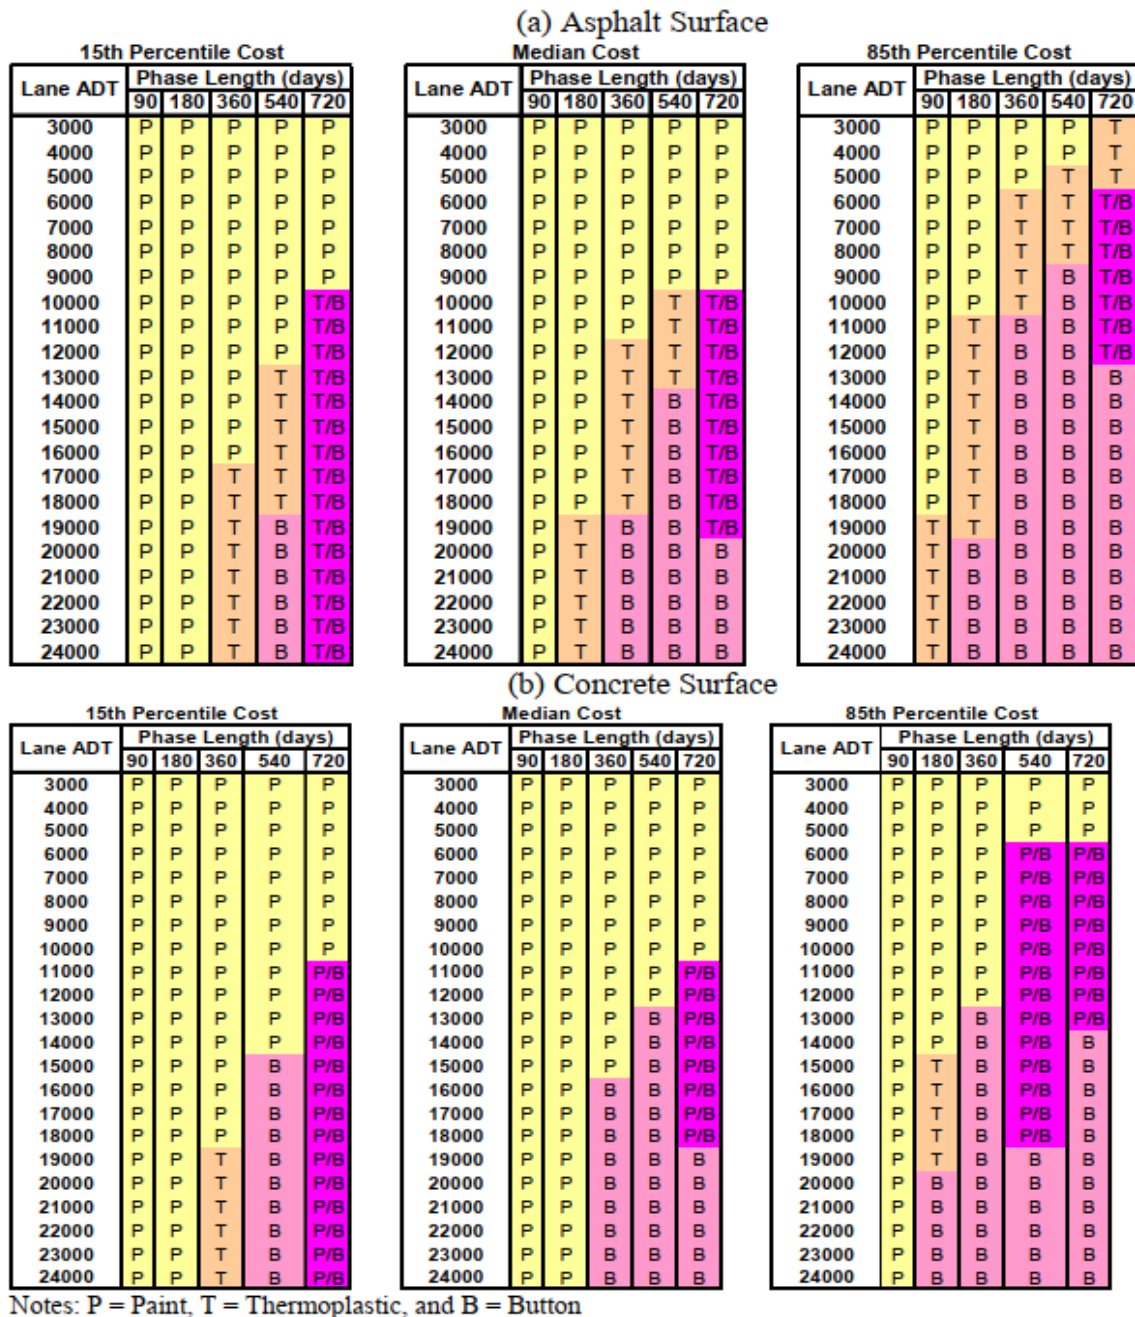 (a) Asphalt Surface
15th Percentile Cost
Lane ADT Phase Length (days)
90 180 360 540 720
3000 P P P P P
4000 P P P P P
5000 P P P P P
6000 P P P P P
7000 P P P P P
8000 P P P P P
9000 P P P P P
10000 P P P P T/B
11000 P P P P T/B
12000 P P P P T/B
13000 P P P T T/B
14000 P P P T T/B
15000 P P P T T/B
16000 P P P T T/B
17000 P P T T T/B
18000 P P T T T/B
19000 P P T B T/B
20000 P P T B T/B
21000 P P T B T/B
22000 P P T B T/B
23000 P P T B T/B
24000 P P T B T/B
Median Cost
Lane ADT Phase Length (days)
90 180 360 540 720
3000 P P P P P
4000 P P P P P
5000 P P P P P
6000 P P P P P
7000 P P P P P
8000 P P P P P
9000 P P P P P
10000 P P P T T/B
11000 P P P T T/B
12000 P P T T T/B
13000 P P T T T/B
14000 P P T B T/B
15000 P P T B T/B
16000 P P T B T/B
17000 P P T B T/B
18000 P P T B T/B
19000 P T B B T/B
20000 P T B B B
21000 P T B B B
22000 P T B B B
23000 P T B B B
24000 P T B B B
85th Percentile Cost
Lane ADT Phase Length (days)
90 180 360 540 720
3000 P P P P T
4000 P P P P T
5000 P P P T T
6000 P P T T T/B
7000 P P T T T/B
8000 P P T T T/B
9000 P P T B T/B
10000 P P T B T/B
11000 P T B B T/B
12000 P T B B T/B
13000 P T B B B
14000 P T B B B
15000 P T B B B
16000 P T B B B
17000 P T B B B
18000 P T B B B
19000 T T B B B
20000 T B B B B
21000 T B B B B
22000 T B B B B
23000 T B B B B
24000 T B B B B
(b) Concrete Surface
15th Percentile Cost
Lane ADT Phase Length (days)
90 180 360 540 720
3000 P P P P P
4000 P P P P P
5000 P P P P P
6000 P P P P P
7000 P P P P P
8000 P P P P P
9000 P P P P P
10000 P P P P P
11000 P P P P P/B
12000 P P P P P/B
13000 P P P P P/B
14000 P P P P P/B
15000 P P P B P/B
16000 P P P B P/B
17000 P P P B P/B
18000 P P P B P/B
19000 P P T B P/B
20000 P P T B P/B
21000 P P T B P/B
22000 P P T B P/B
23000 P P T B P/B
24000 P P T B P/B
Median Cost
Lane ADT Phase Length (days)
90 180 360 540 720
3000 P P P P P
4000 P P P P P
5000 P P P P P
6000 P P P P P
7000 P P P P P
8000 P P P P P
9000 P P P P P
10000 P P P P P
11000 P P P P P/B
12000 P P P P P/B
13000 P P P B P/B
14000 P P P B P/B
15000 P P P B P/B
16000 P P B B P/B
17000 P P B B P/B
18000 P P B B P/B
19000 P P B B B
20000 P P B B B
21000 P P B B B
22000 P P B B B
23000 P P B B B
24000 P P B B B
85th Percentile Cost
Lane ADT Phase Length (days)
90 180 360 540 720
3000 P P P P P
4000 P P P P P
5000 P P P P P
6000 P P P P/B P/B
7000 P P P P/B P/B
8000 P P P P/B P/B
9000 P P P P/B P/B
10000 P P P P/B P/B
11000 P P P P/B P/B
12000 P P P P/B P/B
13000 P P B P/B P/B
14000 P P B P/B B
15000 P T B P/B B
16000 P T B P/B B
17000 P T B P/B B
18000 P T B P/B B
19000 P T B B B
20000 P B B B B
21000 P B B B B
22000 P B B B B
23000 P B B B B
24000 P B B B B
Notes: P = Paint, T = Thermoplastic, and B = Button